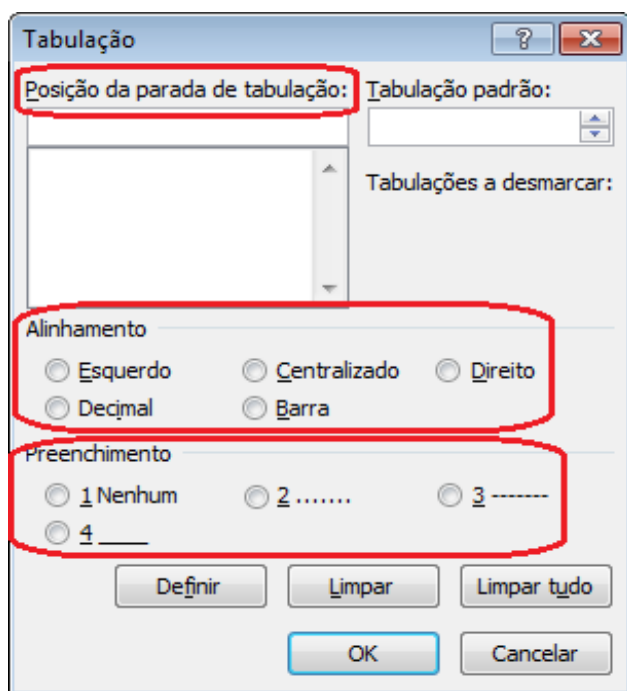 Tabulação
Posição da parada de tabulação: Tabulação padrão:
Tabulações a desmarcar:
Alinhamento
Esquerdo Centralizado Direito
Decimal Barra
Preenchimento
1 Nenhum 2 ....... 3 -------
4 ____
Definir Limpar Limpar tudo
OK Cancelar